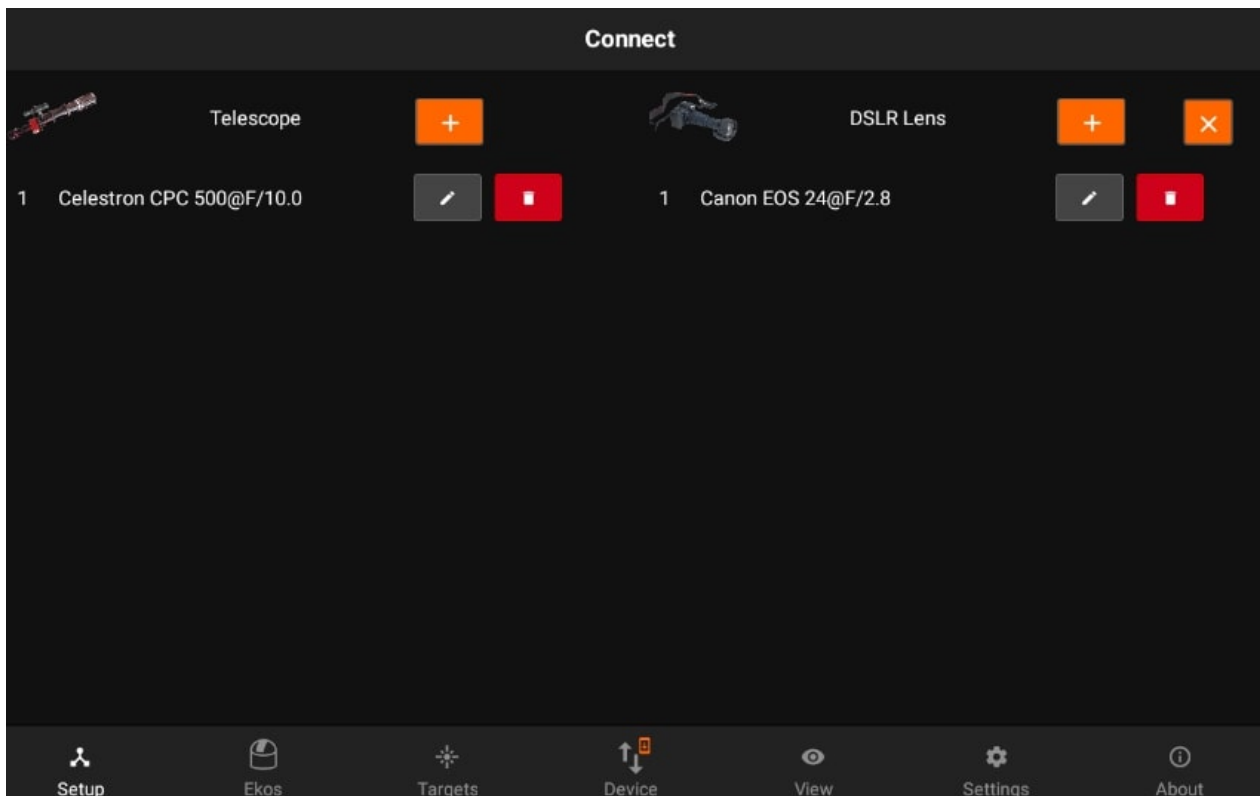 Connect
Telescope
DSLR Lens
1 Celestron CPC 500@F/10.0
1 Canon EOS 24@F/2.8
Setup Ekos Targets Device View Settings About